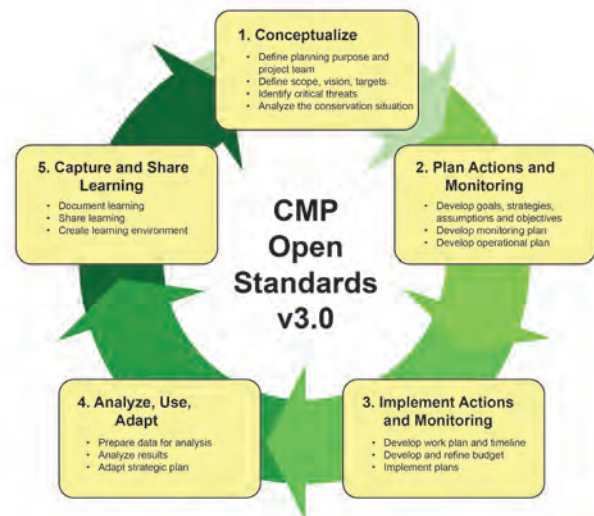 1. Conceptualize
• Define planning purpose and
project team
• Define scope, vision, targets
• Identify critical threats
• Analyze the conservation situation
2. Plan Actions and
Monitoring
• Develop goals, strategies,
assumptions and objectives
• Develop monitoring plan
• Develop operational plan
3. Implement Actions
and Monitoring
• Develop work plan and timeline
• Develop and refine budget
• Implement plans
4. Analyze, Use,
Adapt
• Prepare data for analysis
• Analyze results
• Adapt strategic plan
5. Capture and Share
Learning
• Document learning
• Share learning
• Create learning environment
CMP
Open
Standards
v3.0